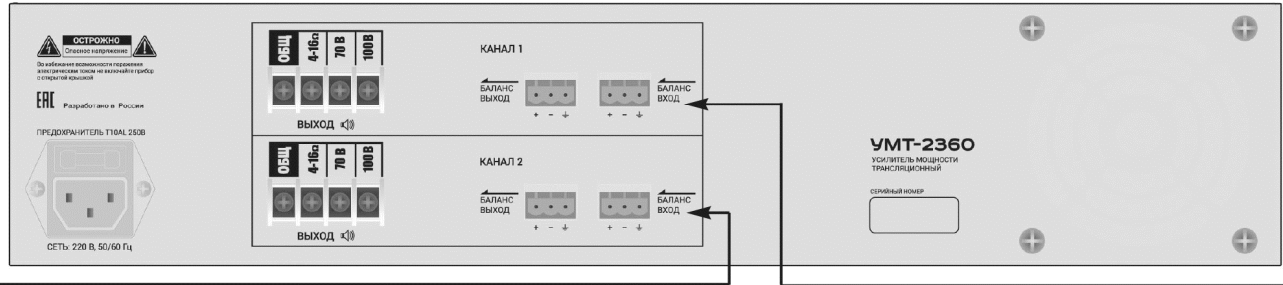 ОСТРОЖНО
Опасное напряжение
Во избежание возможности поражения
электрическим током не включайте прибор
с открытой крышкой
EAC Разработано в России
ПРЕДОХРАНИТЕЛЬ T10AL 250В
СЕТЬ: 220 В, 50/60 Гц
ОБЩ 4-16Ω 70 В 100 В
ВЫХОД
КАНАЛ 1
БАЛАНС
ВЫХОД
+ -
БАЛАНС
ВХОД
+ -
ОБЩ 4-16Ω 70 В 100 В
ВЫХОД
КАНАЛ 2
БАЛАНС
ВЫХОД
+ -
БАЛАНС
ВХОД
+ -
УМТ-2360
УСИЛИТЕЛЬ МОЩНОСТИ
ТРАНСЛЯЦИОННЫЙ
СЕРИЙНЫЙ НОМЕР